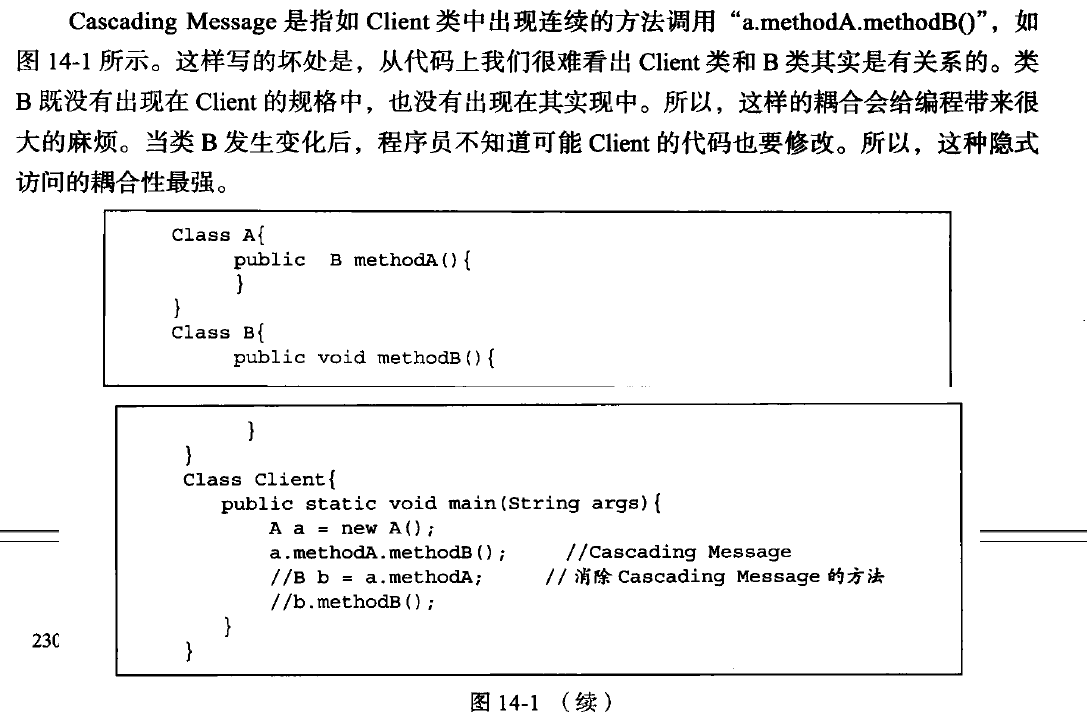 Cascading Message 是指如 Client 类中出现连续的方法调用“a.methodA.methodB()”，如
图 14-1 所示。这样写的坏处是，从代码上我们很难看出 Client 类和 B 类其实是有关系的。类
B 既没有出现在 Client 的规格中，也没有出现在其实现中。所以，这样的耦合会给编程带来很
大的麻烦。当类 B 发生变化后，程序员不知道可能 Client 的代码也要修改。所以，这种隐式
访问的耦合性最强。
Class A{
public  B methodA(){
}
}
Class B{
public void methodB(){
}
}
Class Client{
public static void main(String args){
A a = new A();
a.methodA.methodB();    //Cascading Message
//B b = a.methodA;    //消除 Cascading Message 的方法
//b.methodB();
}
230
}
图 14-1 （续）